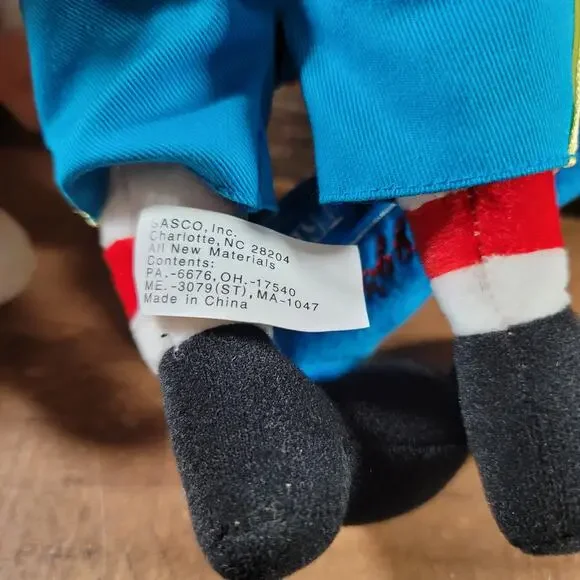 SASCO, Inc.
Charlotte, NC 28204
All New Materials
Contents:
PA.-6676, OH.-17540
ME.-3079(ST), MA-1047
Made in China